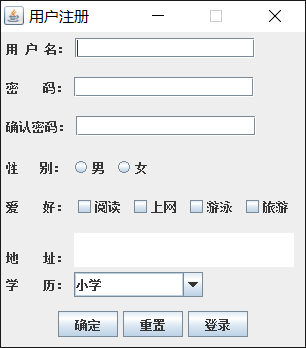 用户注册
用 户 名：
密 码：
确认密码：
性 别： 男 女
爱 好： 阅读 上网 游泳 旅游
地 址：
学 历： 小学
确定 重置 登录